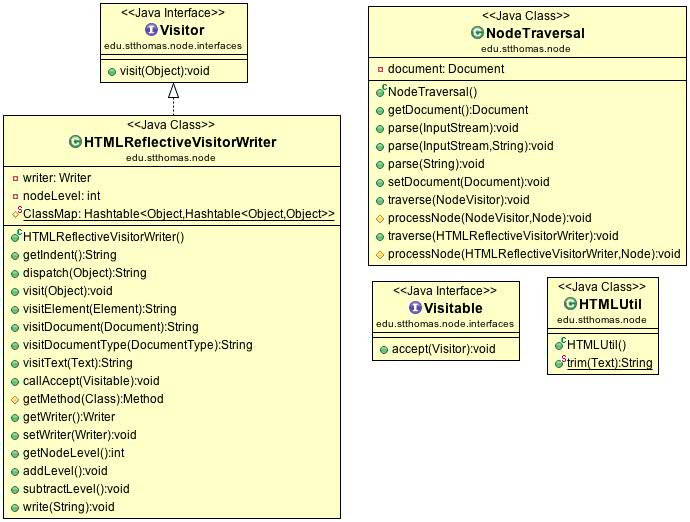 <<Java Interface>>
Visitor
edu.stthomas.node.interfaces
visit(Object):void
<<Java Class>>
HTMLReflectiveVisitorWriter
edu.stthomas.node
writer: Writer
nodeLevel: int
ClassMap: Hashtable<Object,Hashtable<Object,Object>>
HTMLReflectiveVisitorWriter()
getIndent():String
dispatch(Object):String
visit(Object):void
visitElement(Element):String
visitDocument(Document):String
visitDocumentType(DocumentType):String
visitText(Text):String
callAccept(Visitable):void
getMethod(Class):Method
getWriter():Writer
setWriter(Writer):void
getNodeLevel():int
addLevel():void
subtractLevel():void
write(String):void
<<Java Class>>
NodeTraversal
edu.stthomas.node
document: Document
NodeTraversal()
getDocument():Document
parse(InputStream):void
parse(InputStream,String):void
parse(String):void
setDocument(Document):void
traverse(NodeVisitor):void
processNode(NodeVisitor,Node):void
traverse(HTMLReflectiveVisitorWriter):void
processNode(HTMLReflectiveVisitorWriter,Node):void
<<Java Interface>>
Visitable
edu.stthomas.node.interfaces
accept(Visitor):void
<<Java Class>>
HTMLUtil
edu.stthomas.node
HTMLUtil()
trim(Text):String